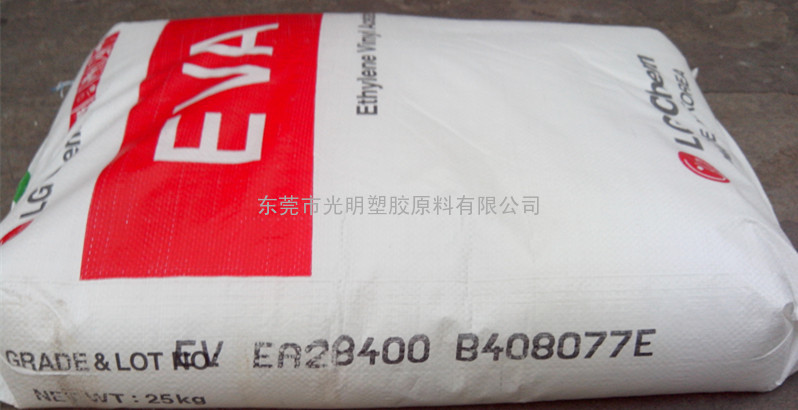 EVA
Ethylene Vinyl
LG Chem
KOREA
LG
东莞市光明塑胶原料有限公司
GRADE & LOT NO. EV EA28400 B408077E
NET WT : 25kg